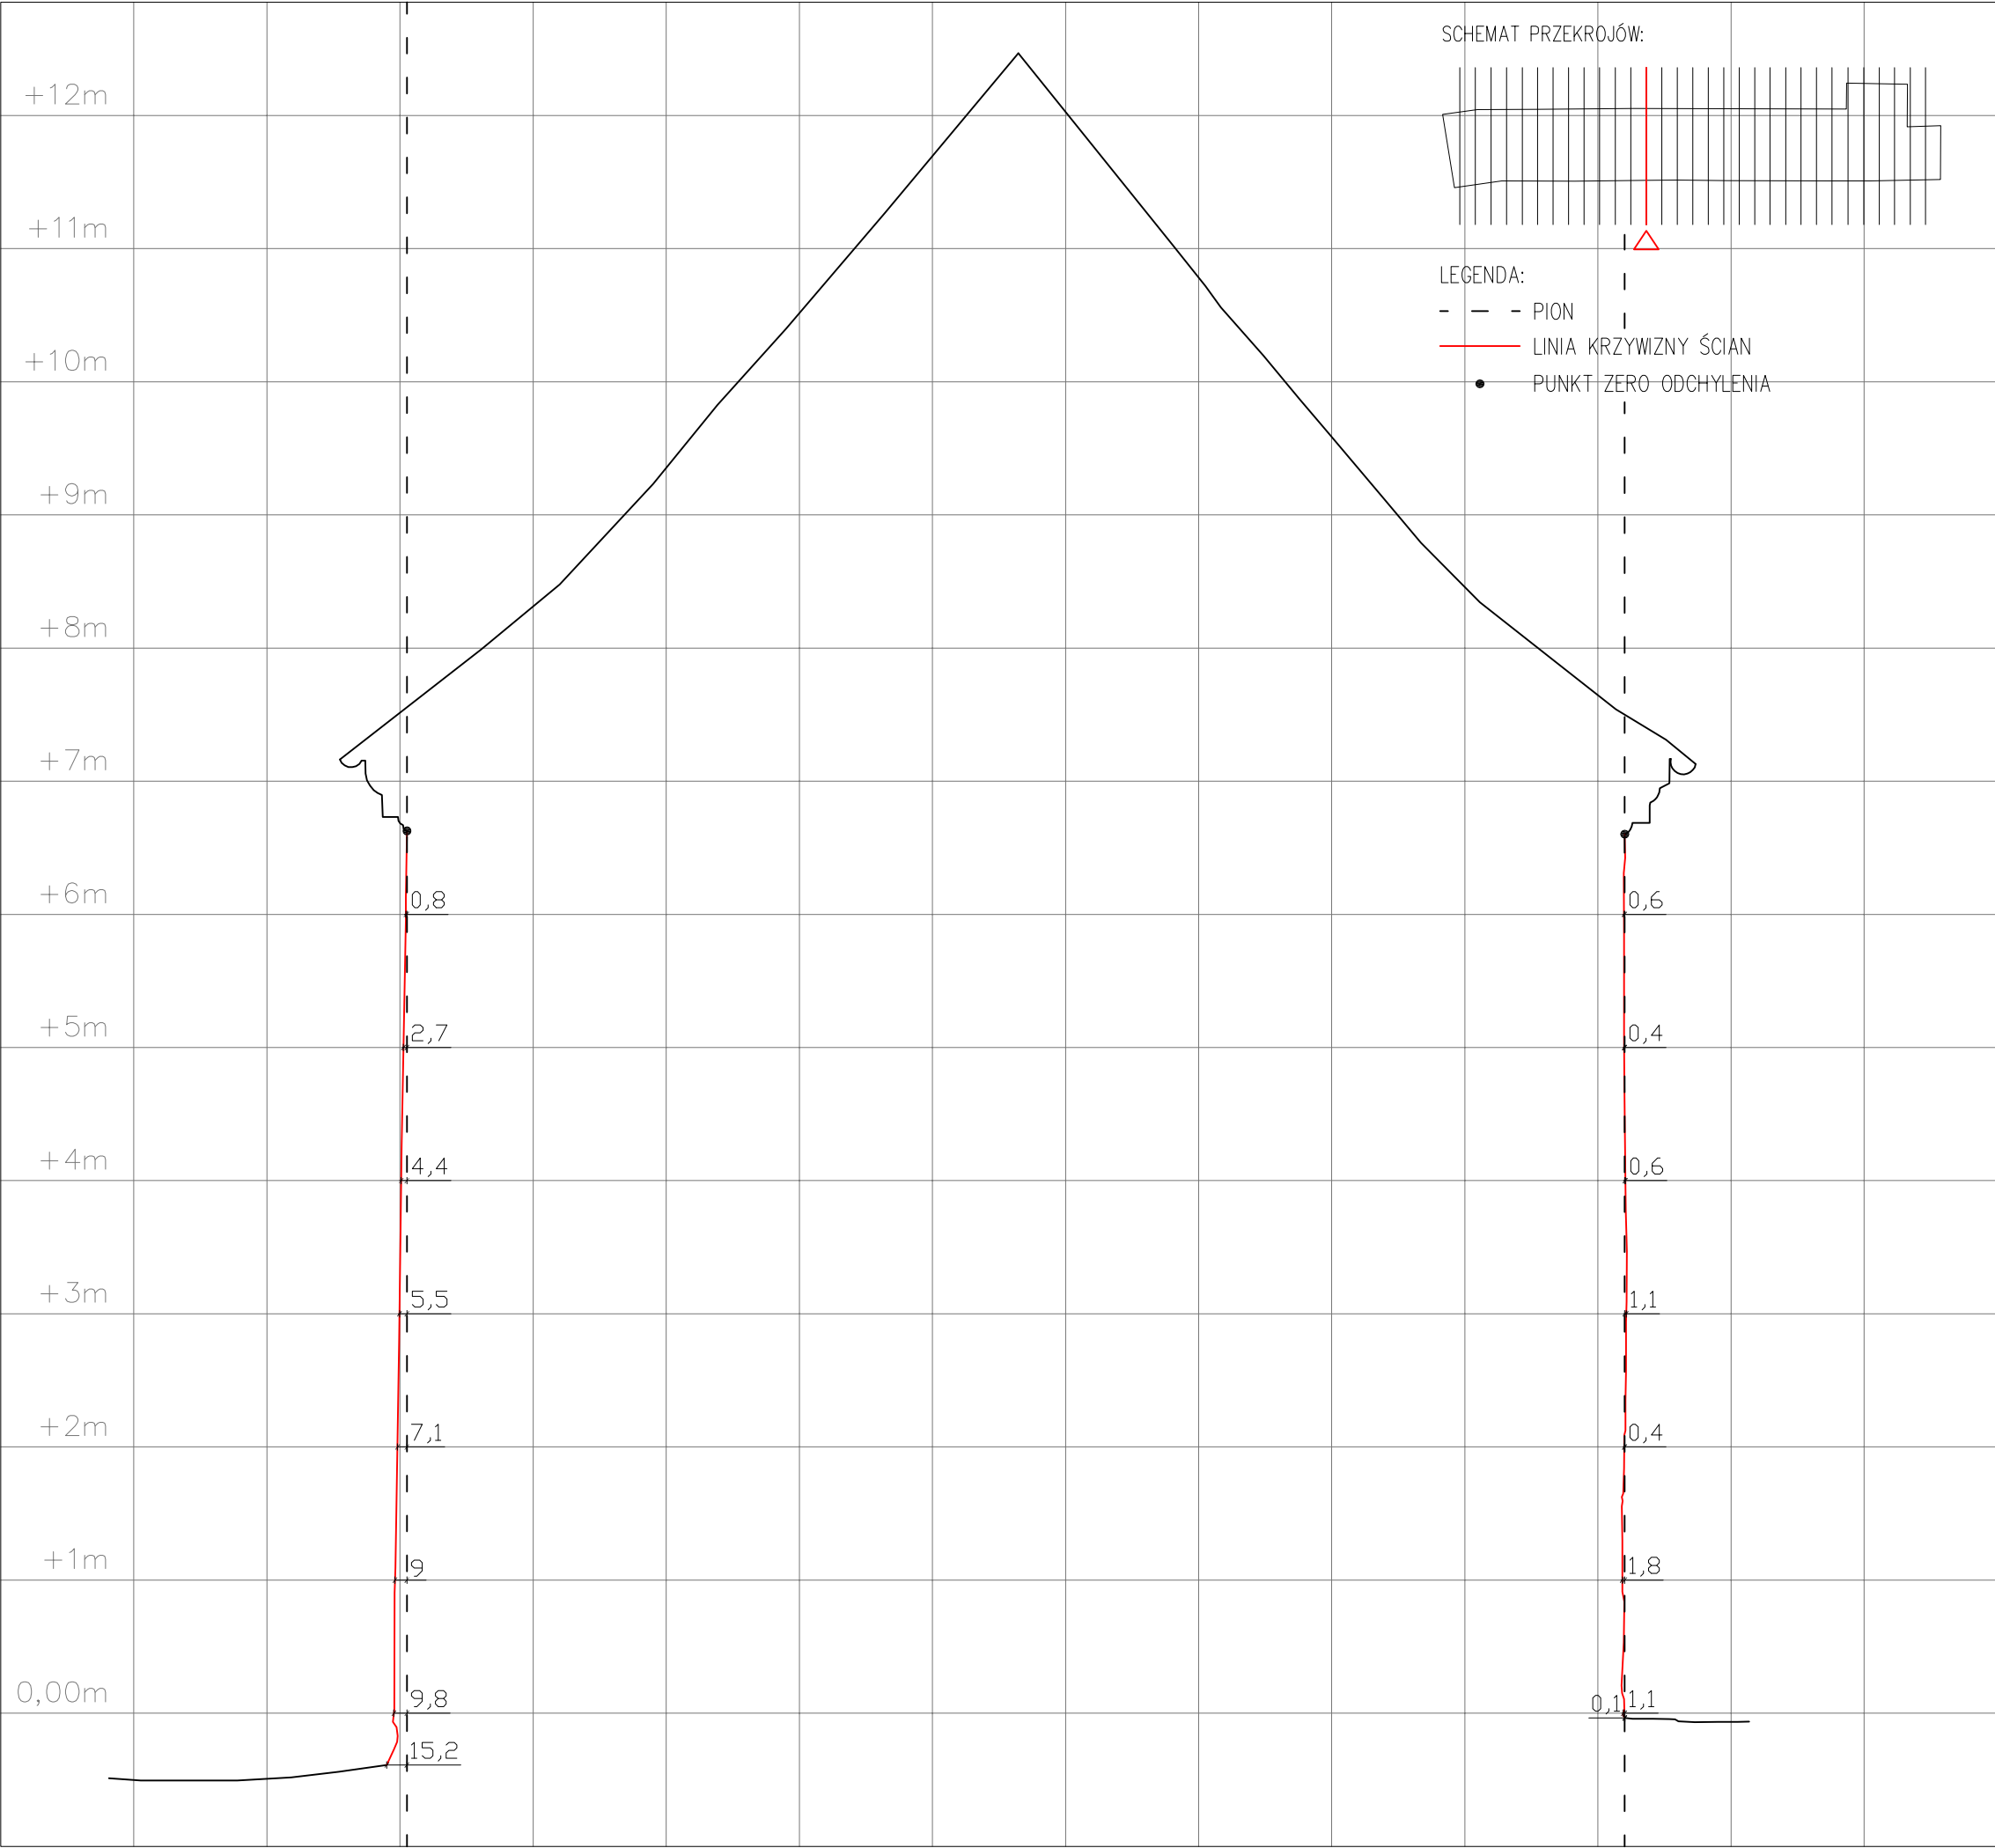 SCHEMAT PRZEKROJÓW:
+12m
+11m
LEGENDA:
PION
LINIA KRZYWIZNY ŚCIAN
+10m
PUNKT ZERO ODCHYLENIA
+9m
+8m
+7m
+6m 0,8 0,6
+5m 2,7 0,4
+4m 4,4 0,6
+3m 5,5 1,1
+2m 7,1 0,4
+1m 9 1,8
0,00m 9,8 0,1 1,1
15,2